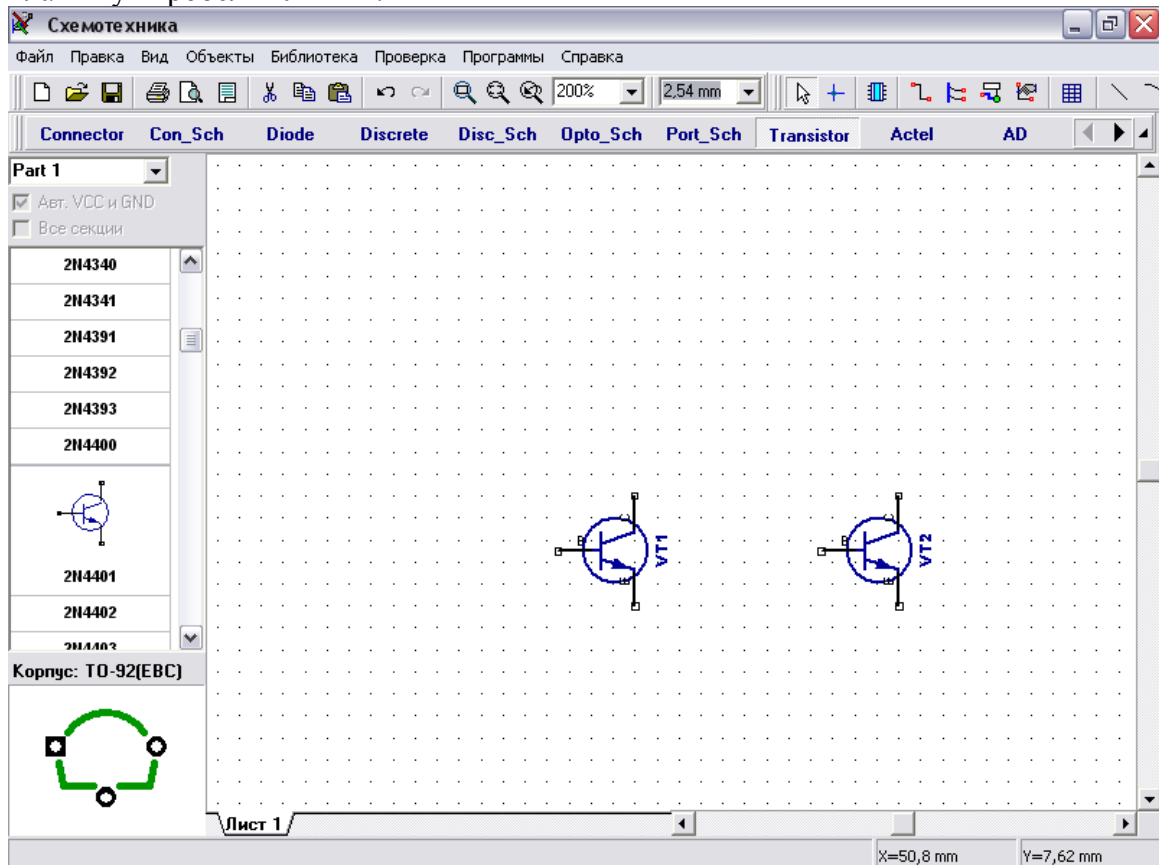 Схемотехника
Файл Правка Вид Объекты Библиотека Проверка Программы Справка
200% 2,54 mm
Connector Con_Sch Diode Discrete Disc_Sch Opto_Sch Port_Sch Transistor Actel AD
Part 1
Авт. VCC и GND
Все секции
2N4340
2N4341
2N4391
2N4392
2N4393
2N4400
2N4401
2N4402
2N4403
Корпус: TO-92(EBC)
B C E VT1
B C E VT2
Лист 1
X=50,8 mm Y=7,62 mm